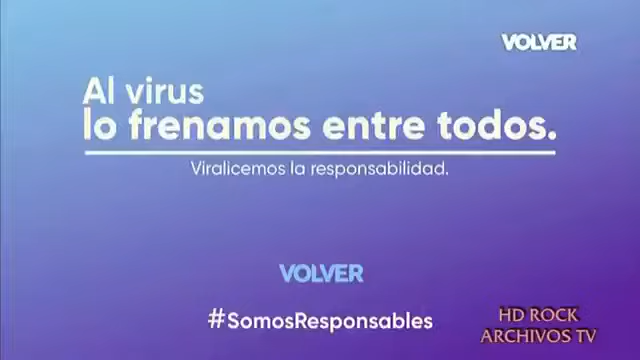 VOLVER
Al virus
lo frenamos entre todos.
Viralicemos la responsabilidad.
VOLVER
#SomosResponsables
HD ROCK
ARCHIVOS TV